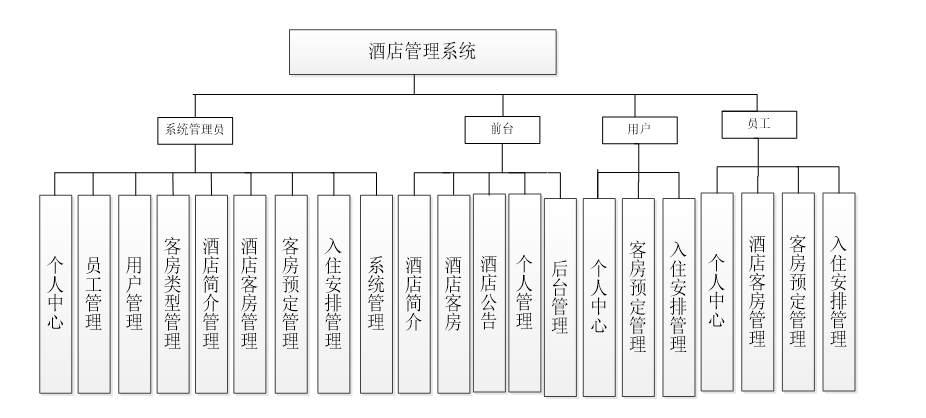 酒店管理系统
系统管理员
前台
用户
员工
个人中心
员工管理
用户管理
客房类型管理
酒店简介管理
酒店客房管理
客房预定管理
入住安排管理
系统管理
酒店简介
酒店客房
酒店公告
个人管理
后台管理
个人中心
客房预定管理
入住安排管理
个人中心
酒店客房管理
客房预定管理
入住安排管理